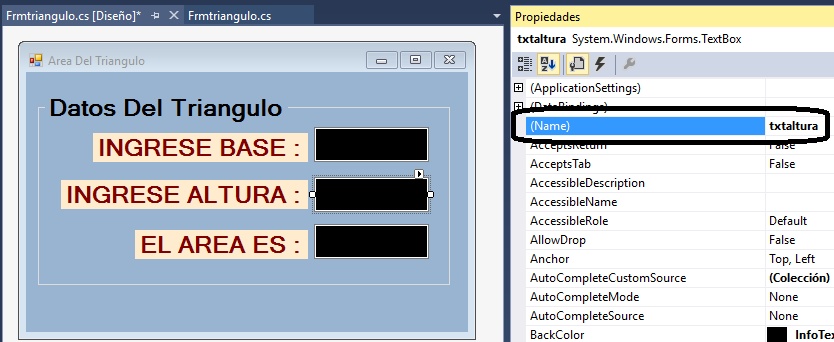 Frmtriangulo.cs [Diseño]* Frmtriangulo.cs
Area Del Triangulo
Datos Del Triangulo
INGRESE BASE :
INGRESE ALTURA :
EL AREA ES :
Propiedades
txtaltura System.Windows.Forms.TextBox
(ApplicationSettings)
(DataBindings)
(Name) txtaltura
AcceptsReturn False
AcceptsTab False
AccessibleDescription
AccessibleName
AccessibleRole Default
AllowDrop False
Anchor Top, Left
AutoCompleteCustomSource (Colección)
AutoCompleteMode None
AutoCompleteSource None
BackColor InfoTex